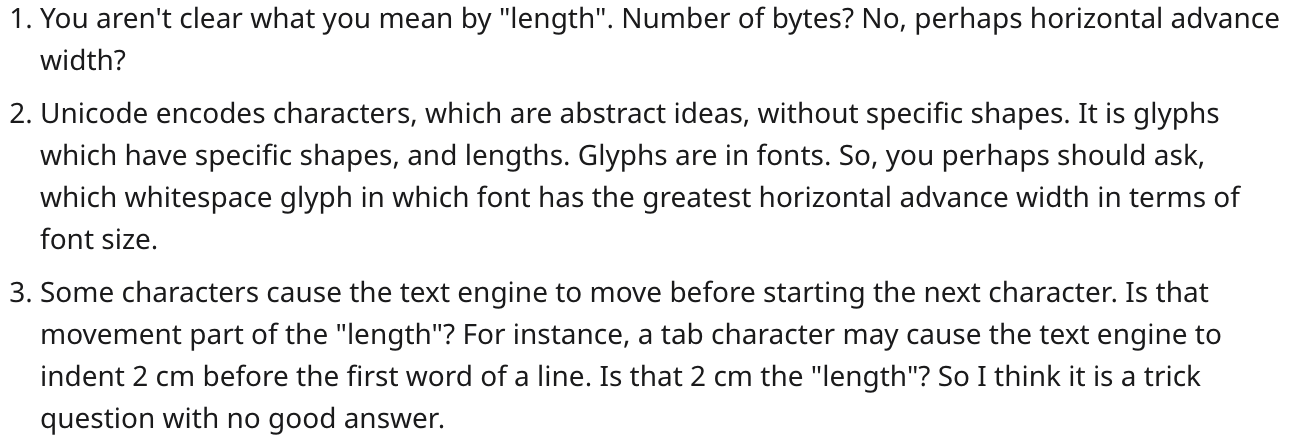 1. You aren't clear what you mean by "length". Number of bytes? No, perhaps horizontal advance
width?
2. Unicode encodes characters, which are abstract ideas, without specific shapes. It is glyphs
which have specific shapes, and lengths. Glyphs are in fonts. So, you perhaps should ask,
which whitespace glyph in which font has the greatest horizontal advance width in terms of
font size.
3. Some characters cause the text engine to move before starting the next character. Is that
movement part of the "length"? For instance, a tab character may cause the text engine to
indent 2 cm before the first word of a line. Is that 2 cm the "length"? So I think it is a trick
question with no good answer.